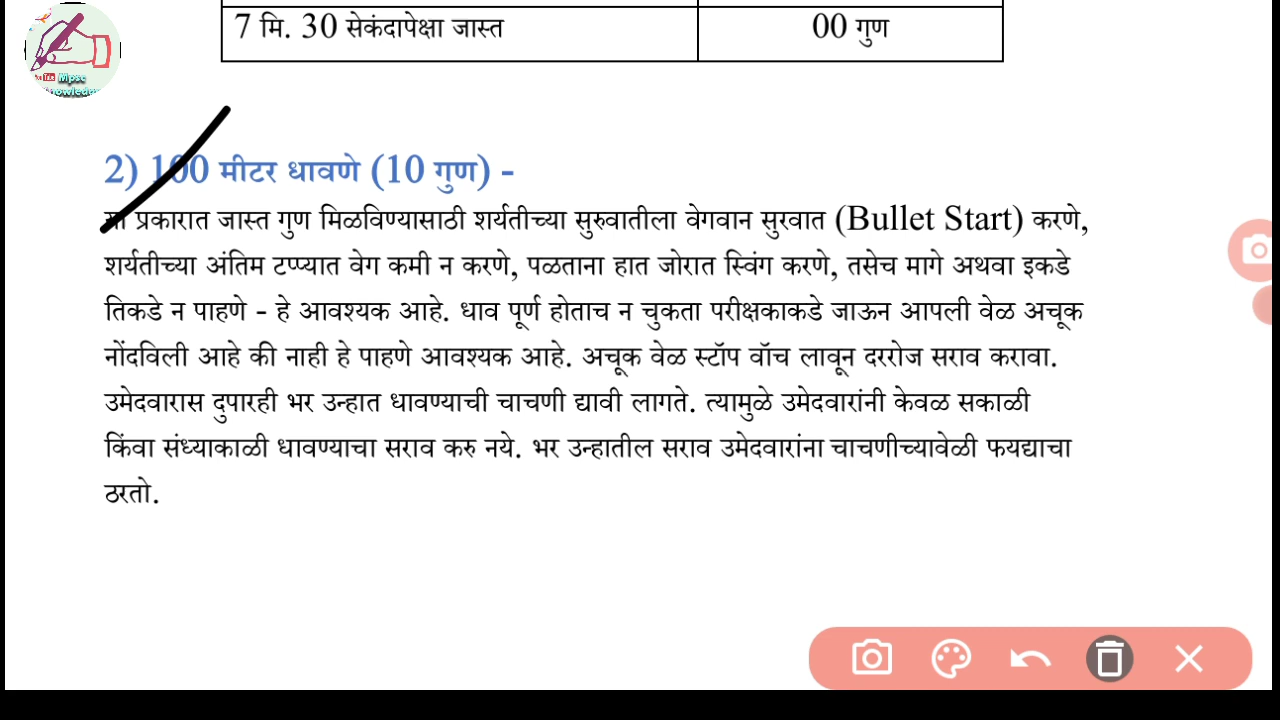 7 मि. 30 सेकंदापेक्षा जास्त 00 गुण
2) 100 मीटर धावणे (10 गुण) -
या प्रकारात जास्त गुण मिळविण्यासाठी शर्यतीच्या सुरुवातीला वेगवान सुरवात (Bullet Start) करणे,
शर्यतीच्या अंतिम टप्प्यात वेग कमी न करणे, पळताना हात जोरात स्विंग करणे, तसेच मागे अथवा इकडे
तिकडे न पाहणे - हे आवश्यक आहे. धाव पूर्ण होताच न चुकता परीक्षकाकडे जाऊन आपली वेळ अचूक
नोंदविली आहे की नाही हे पाहणे आवश्यक आहे. अचूक वेळ स्टॉप वॉच लावून दररोज सराव करावा.
उमेदवारास दुपारही भर उन्हात धावण्याची चाचणी द्यावी लागते. त्यामुळे उमेदवारांनी केवळ सकाळी
किंवा संध्याकाळी धावण्याचा सराव करु नये. भर उन्हातील सराव उमेदवारांना चाचणीच्यावेळी फयद्याचा
ठरतो.
Mpsc